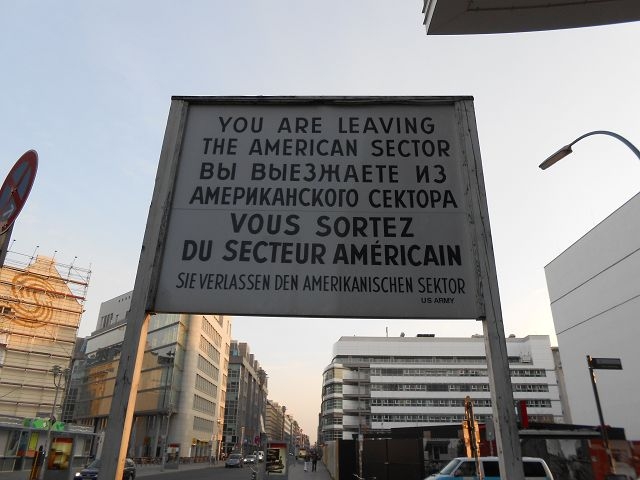 YOU ARE LEAVING
THE AMERICAN SECTOR
ВЫ ВЫЕЗЖАЕТЕ ИЗ
АМЕРИКАНСКОГО СЕКТОРА
VOUS SORTEZ
DU SECTEUR AMÉRICAIN
SIE VERLASSEN DEN AMERIKANISCHEN SEKTOR
US ARMY